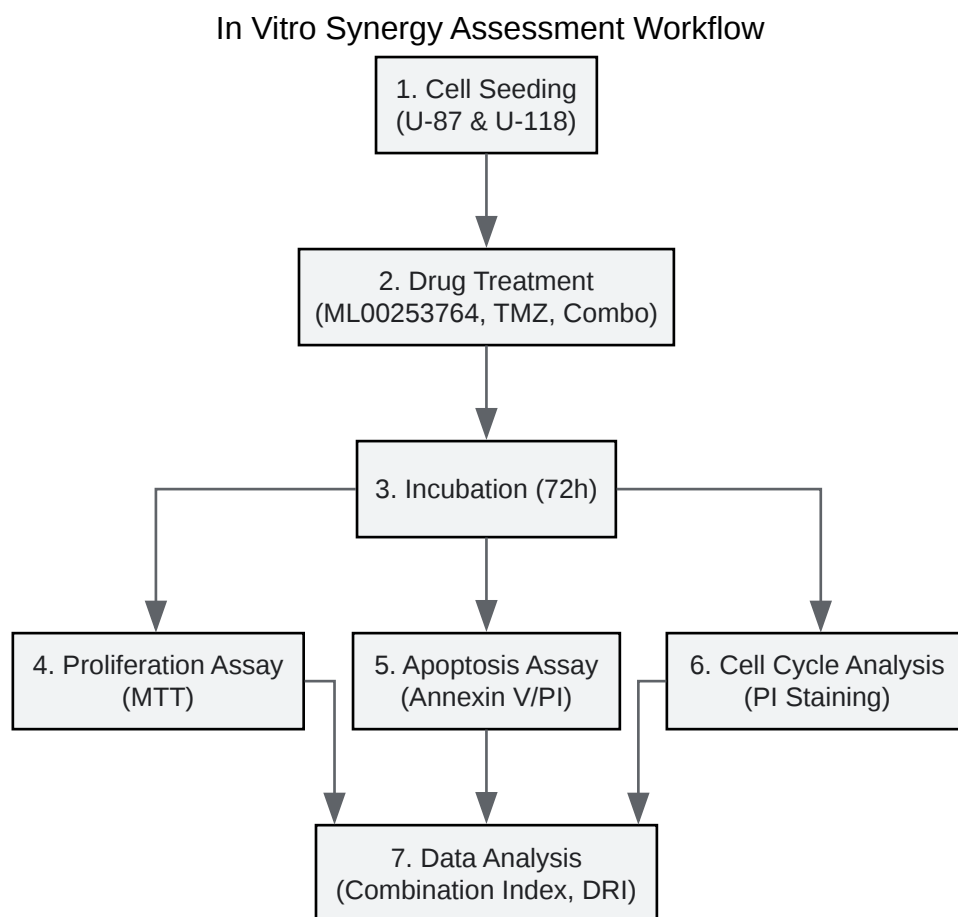 In Vitro Synergy Assessment Workflow
1. Cell Seeding
(U-87 & U-118)
2. Drug Treatment
(ML00253764, TMZ, Combo)
3. Incubation (72h)
4. Proliferation Assay
(MTT)
5. Apoptosis Assay
(Annexin V/PI)
6. Cell Cycle Analysis
(PI Staining)
7. Data Analysis
(Combination Index, DRI)